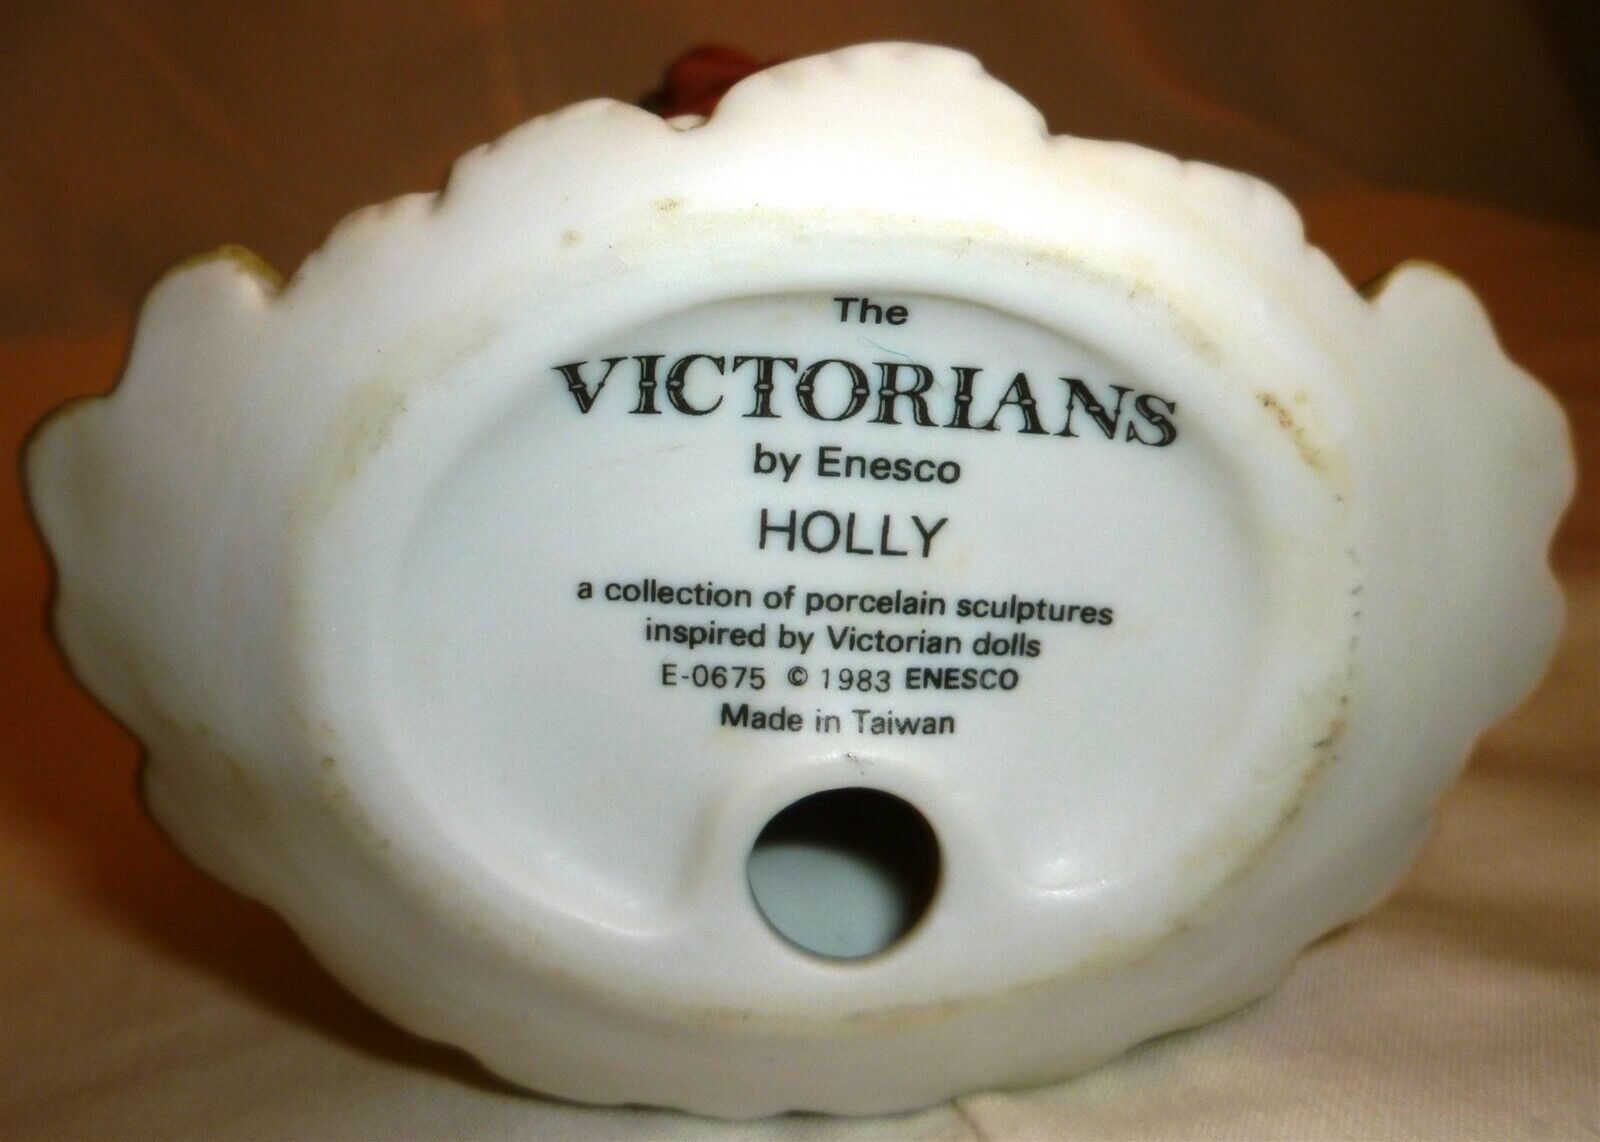 The
VICTORIANS
by Enesco
HOLLY
a collection of porcelain sculptures
inspired by Victorian dolls
E-0675 © 1983 ENESCO
Made in Taiwan